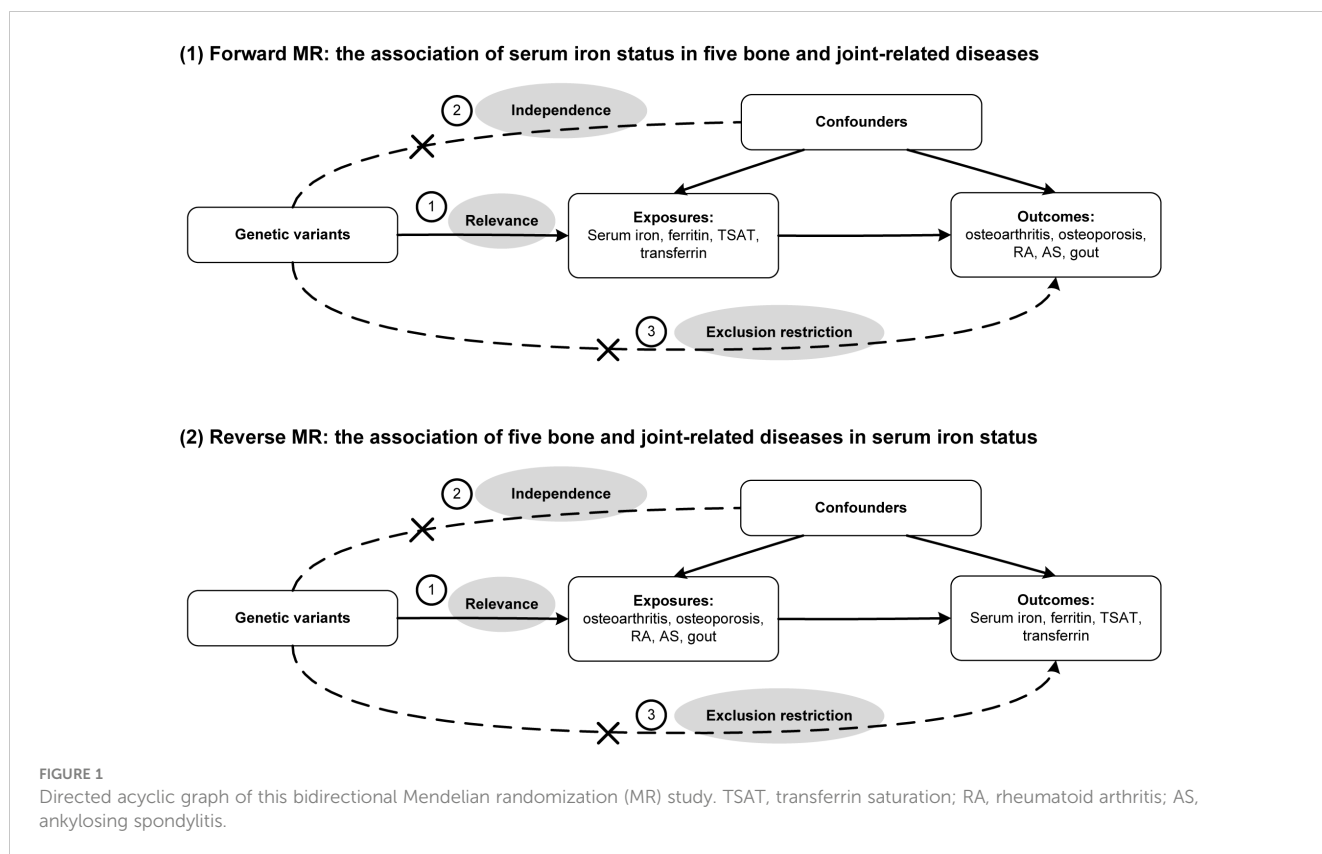 (1) Forward MR: the association of serum iron status in five bone and joint-related diseases
2
Independence
Confounders
1
Relevance
Genetic variants
Exposures:
Serum iron, ferritin, TSAT,
transferrin
Outcomes:
osteoarthritis, osteoporosis,
RA, AS, gout
3
Exclusion restriction
(2) Reverse MR: the association of five bone and joint-related diseases in serum iron status
2
Independence
Confounders
1
Relevance
Genetic variants
Exposures:
osteoarthritis, osteoporosis,
RA, AS, gout
Outcomes:
Serum iron, ferritin, TSAT,
transferrin
3
Exclusion restriction
FIGURE 1
Directed acyclic graph of this bidirectional Mendelian randomization (MR) study. TSAT, transferrin saturation; RA, rheumatoid arthritis; AS,
ankylosing spondylitis.